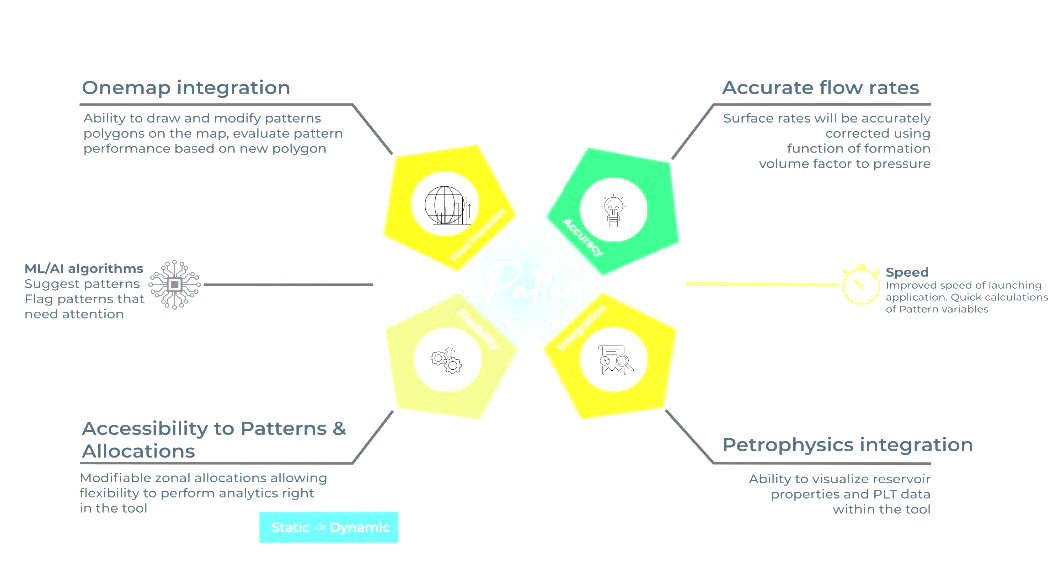 Onemap integration
Ability to draw and modify patterns
polygons on the map, evaluate pattern
performance based on new polygon
Accurate flow rates
Surface rates will be accurately
corrected using
function of formation
volume factor to pressure
Accuracy
ML/AI algorithms
Suggest patterns
Flag patterns that
need attention
Speed
Improved speed of launching
application. Quick calculations
of Pattern variables
Flexibility
Integration
Accessibility to Patterns &
Allocations
Modifiable zonal allocations allowing
flexibility to perform analytics right
in the tool
Static -> Dynamic
Petrophysics integration
Ability to visualize reservoir
properties and PLT data
within the tool